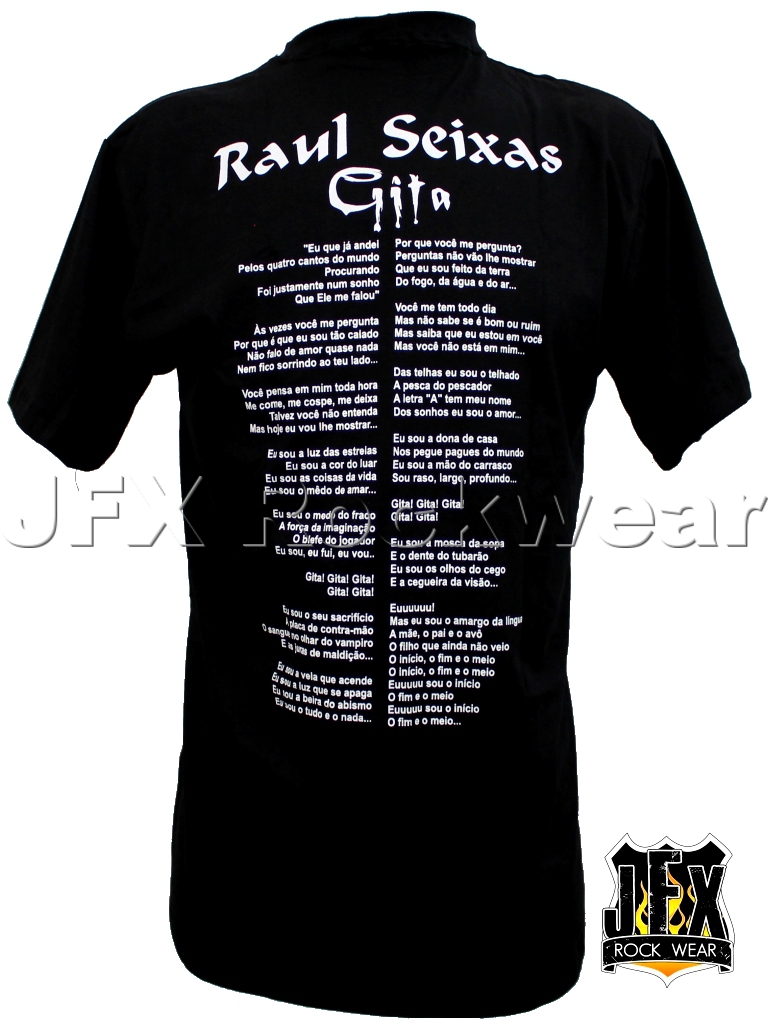 Raul Seixas
Gita
"Eu que já andei
Pelos quatro cantos do mundo
Procurando
Foi justamente num sonho
Que Ele me falou"
Às vezes você me pergunta
Por que é que eu sou tão calado
Não falo de amor quase nada
Nem fico sorrindo ao teu lado...
Você pensa em mim toda hora
Me come, me cospe, me deixa
Talvez você não entenda
Mas hoje eu vou lhe mostrar...
Eu sou a luz das estrelas
Eu sou a cor do luar
Eu sou as coisas da vida
Eu sou o mêdo de amar...
Eu sou o medo do fraco
A força da imaginação
O blefe do jogador
Eu sou, eu fui, eu vou..
Gita! Gita! Gita!
Gita! Gita!
Eu sou o seu sacrifício
A placa de contra-mão
O sangue no olhar do vampiro
E as juras de maldição...
Eu sou a vela que acende
Eu sou a luz que se apaga
Eu sou a beira do abismo
Eu sou o tudo e o nada...
Por que você me pergunta?
Perguntas não vão lhe mostrar
Que eu sou feito da terra
Do fogo, da água e do ar...
Você me tem todo dia
Mas não sabe se é bom ou ruim
Mas saiba que eu estou em você
Mas você não está em mim...
Das telhas eu sou o telhado
A pesca do pescador
A letra "A" tem meu nome
Dos sonhos eu sou o amor...
Eu sou a dona de casa
Nos pegue pagues do mundo
Eu sou a mão do carrasco
Sou raso, largo, profundo...
Gita! Gita! Gita!
Gita! Gita!
Eu sou a mosca da sopa
E o dente do tubarão
Eu sou os olhos do cego
E a cegueira da visão...
Euuuuuu!
Mas eu sou o amargo da língua
A mãe, o pai e o avô
O filho que ainda não veio
O início, o fim e o meio
O início, o fim e o meio
Euuuuu sou o início
O fim e o meio
Euuuuu sou o início
O fim e o meio...
JFX Rockwear
JFX
ROCK WEAR